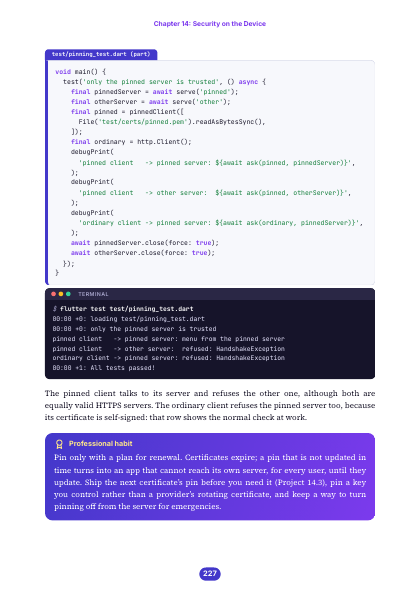 Chapter 14: Security on the Device
test/pinning_test.dart (part)
void main() {
  test('only the pinned server is trusted', () async {
    final pinnedServer = await serve('pinned');
    final otherServer = await serve('other');
    final pinned = pinnedClient([
      File('test/certs/pinned.pem').readAsBytesSync(),
    ]);
    final ordinary = http.Client();
    debugPrint(
      'pinned client   -> pinned server: ${await ask(pinned, pinnedServer)}',
    );
    debugPrint(
      'pinned client   -> other server:  ${await ask(pinned, otherServer)}',
    );
    debugPrint(
      'ordinary client -> pinned server: ${await ask(ordinary, pinnedServer)}',
    );
    await pinnedServer.close(force: true);
    await otherServer.close(force: true);
  });
}
TERMINAL
$ flutter test test/pinning_test.dart
00:00 +0: loading test/pinning_test.dart
00:00 +0: only the pinned server is trusted
pinned client   -> pinned server: menu from the pinned server
pinned client   -> other server:  refused: HandshakeException
ordinary client -> pinned server: refused: HandshakeException
00:00 +1: All tests passed!
The pinned client talks to its server and refuses the other one, although both are
equally valid HTTPS servers. The ordinary client refuses the pinned server too, because
its certificate is self-signed: that row shows the normal check at work.
Professional habit
Pin only with a plan for renewal. Certificates expire; a pin that is not updated in
time turns into an app that cannot reach its own server, for every user, until they
update. Ship the next certificate's pin before you need it (Project 14.3), pin a key
you control rather than a provider's rotating certificate, and keep a way to turn
pinning off from the server for emergencies.
227